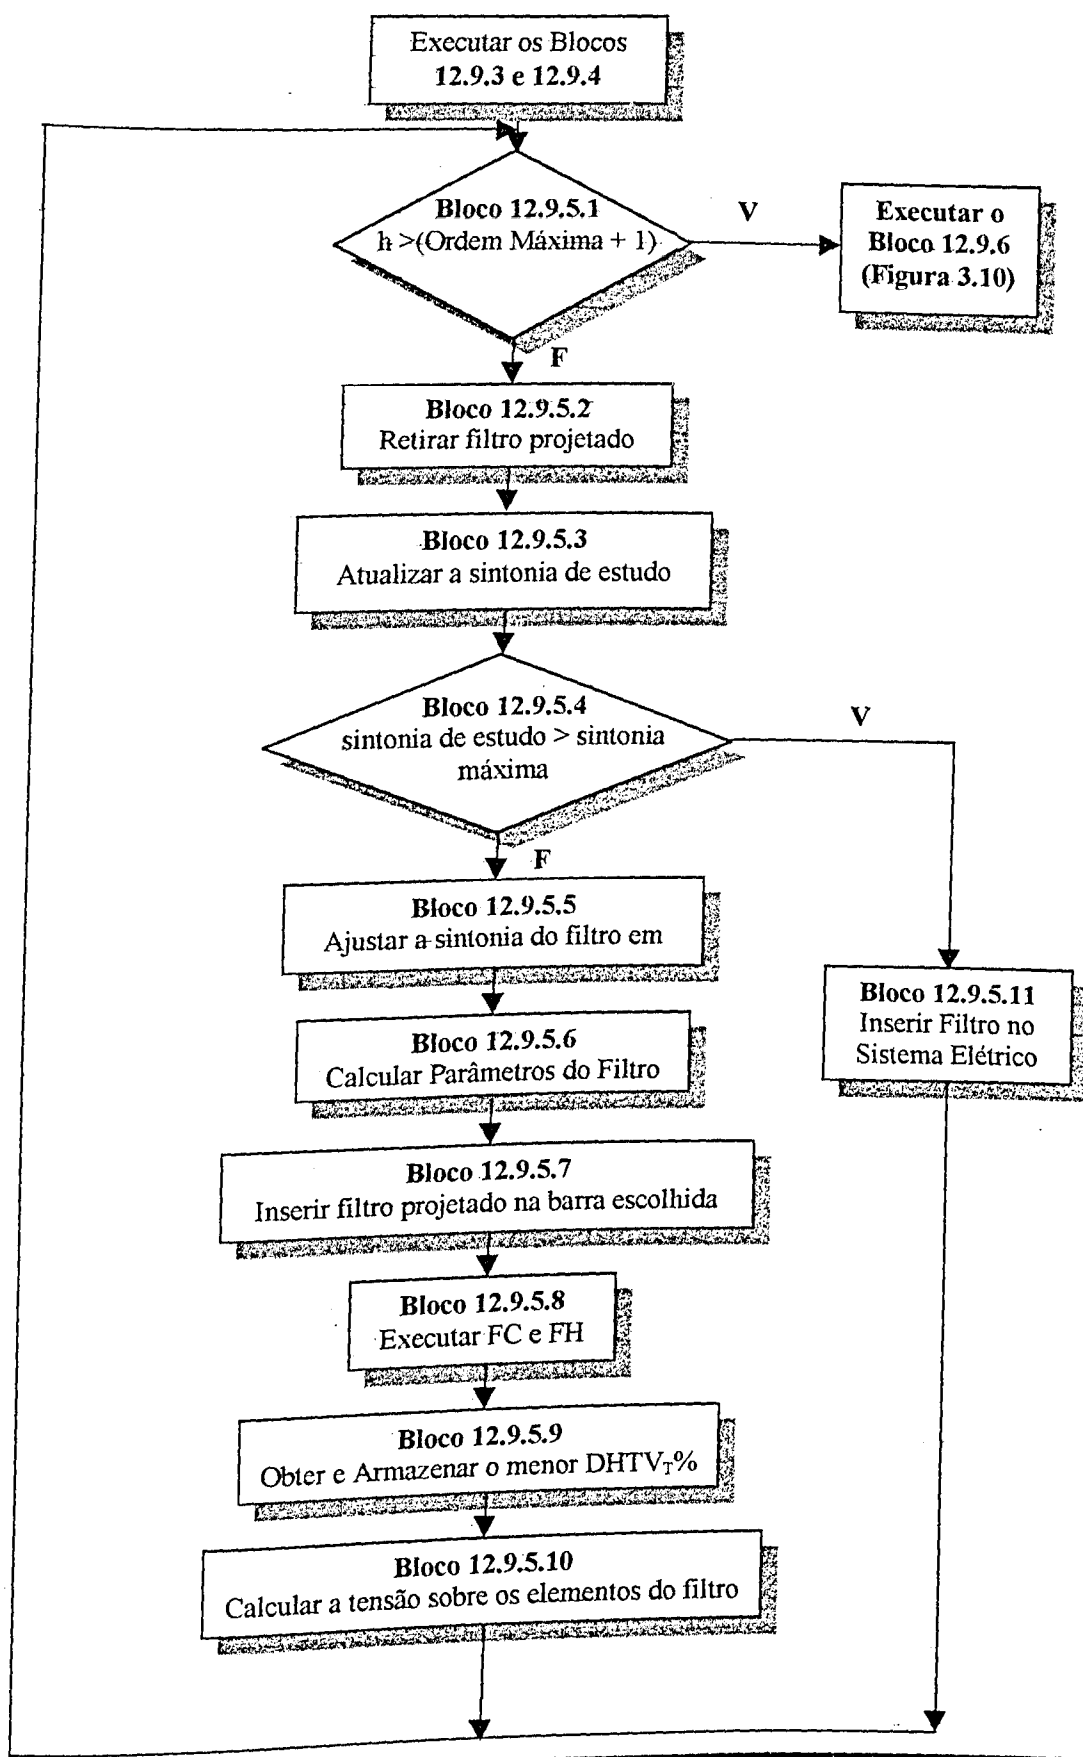 Executar os Blocos
12.9.3 e 12.9.4
Bloco 12.9.5.1
h >(Ordem Máxima + 1)
V
Executar o
Bloco 12.9.6
(Figura 3.10)
F
Bloco 12.9.5.2
Retirar filtro projetado
Bloco 12.9.5.3
Atualizar a sintonia de estudo
Bloco 12.9.5.4
sintonia de estudo > sintonia
máxima
V
F
Bloco 12.9.5.5
Ajustar a sintonia do filtro em
Bloco 12.9.5.11
Inserir Filtro no
Sistema Elétrico
Bloco 12.9.5.6
Calcular Parâmetros do Filtro
Bloco 12.9.5.7
Inserir filtro projetado na barra escolhida
Bloco 12.9.5.8
Executar FC e FH
Bloco 12.9.5.9
Obter e Armazenar o menor DHTV_T%
Bloco 12.9.5.10
Calcular a tensão sobre os elementos do filtro